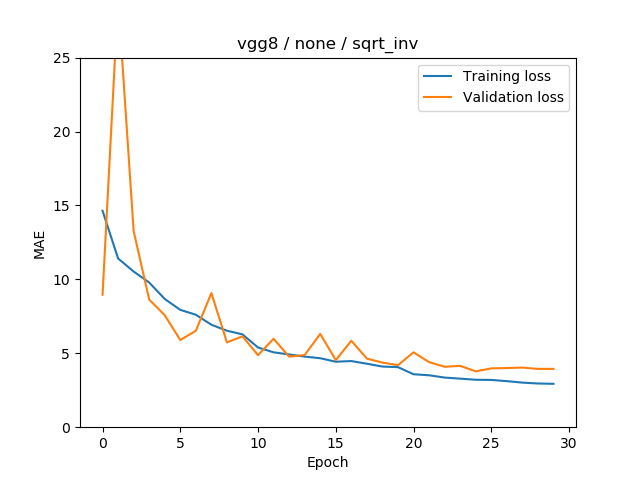 vgg8 / none / sqrt_inv
Training loss
Validation loss
25
20
15
10
5
0
MAE
0 5 10 15 20 25 30
Epoch